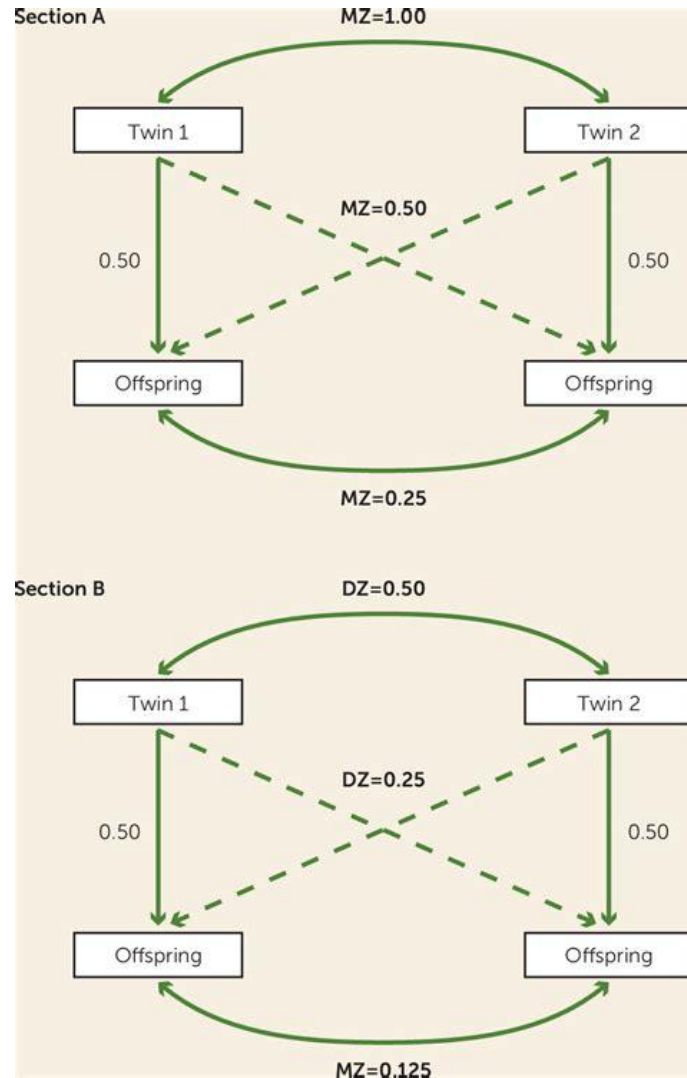 Section A
MZ=1.00
Twin 1
Twin 2
MZ=0.50
0.50
0.50
Offspring
Offspring
MZ=0.25
Section B
DZ=0.50
Twin 1
Twin 2
DZ=0.25
0.50
0.50
Offspring
Offspring
MZ=0.125